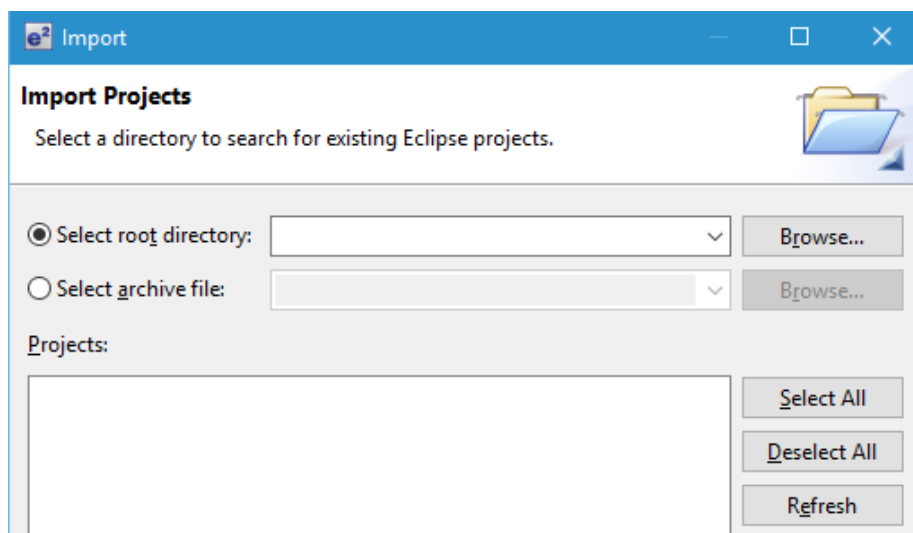 e² Import
Import Projects
Select a directory to search for existing Eclipse projects.
Select root directory:
Browse...
Select archive file:
Browse...
Projects:
Select All
Deselect All
Refresh